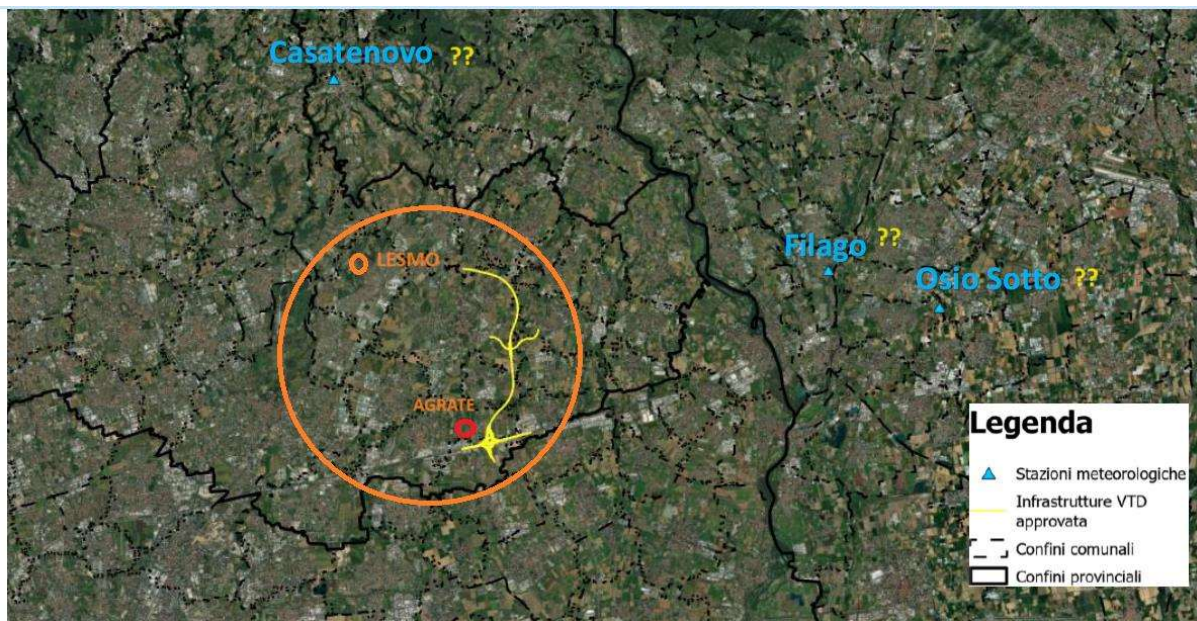 Casatenovo ??
Filago ??
Osio Sotto ??
LESMO
AGRATE
Legenda
Stazioni meteorologiche
Infrastrutture VTD
approvata
Confini comunali
Confini provinciali